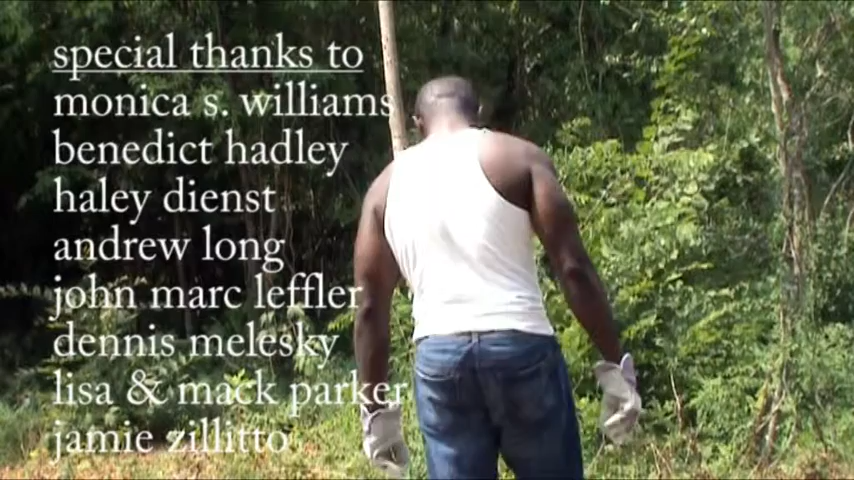 special thanks to
monica s. williams
benedict hadley
haley dienst
andrew long
john marc leffler
dennis melesky
lisa & mack parker
jamie zillitto